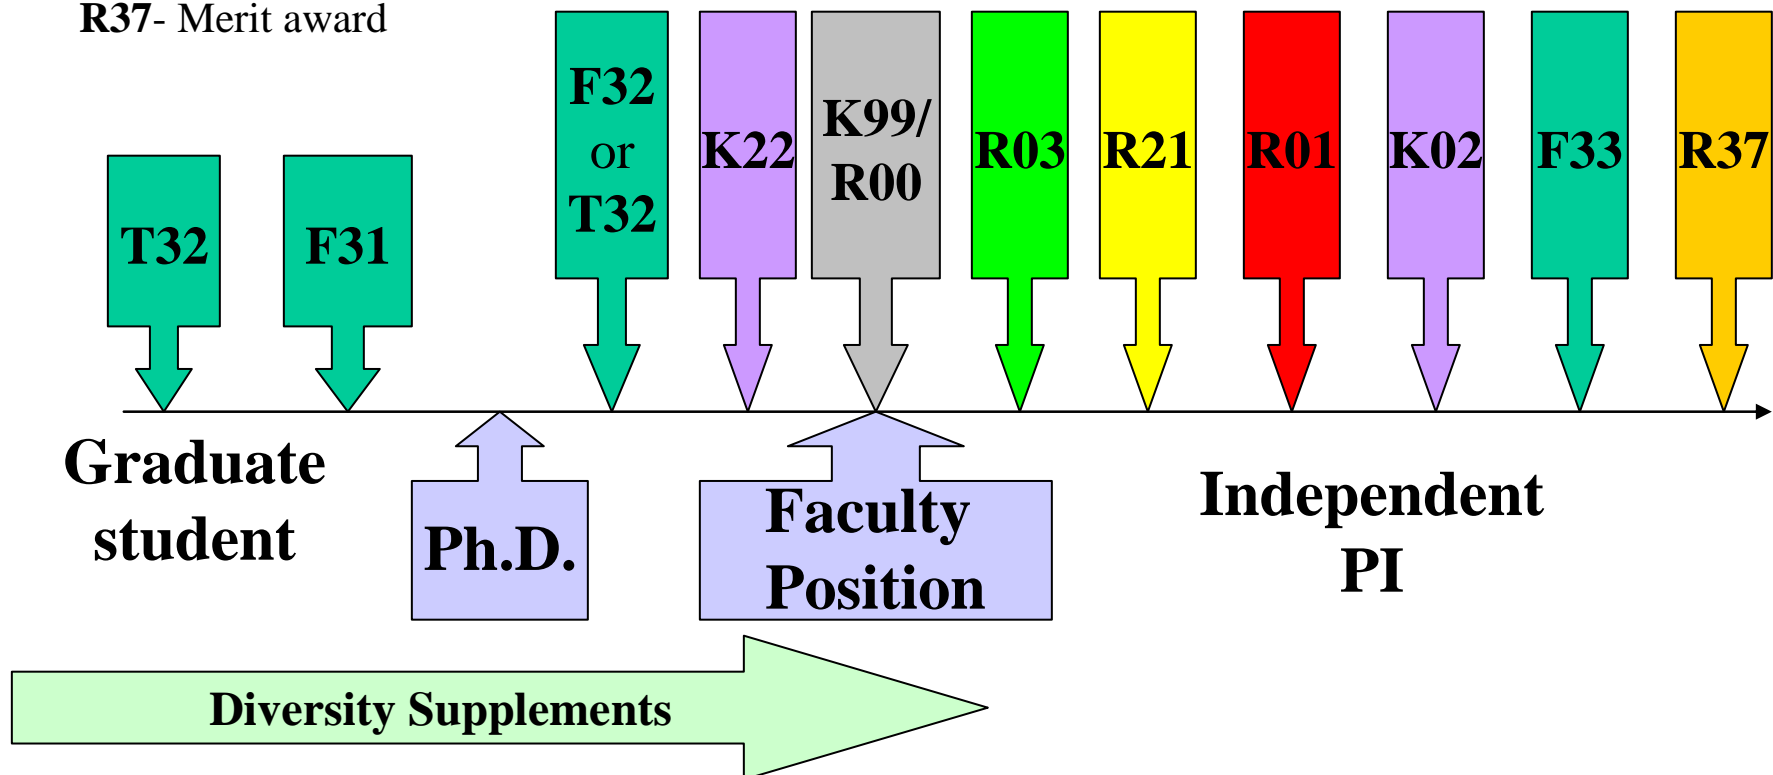 R37- Merit award
T32
F31
F32
or
T32
K22
K99/
R00
R03
R21
R01
K02
F33
R37
Graduate
student
Ph.D.
Faculty
Position
Independent
PI
Diversity Supplements